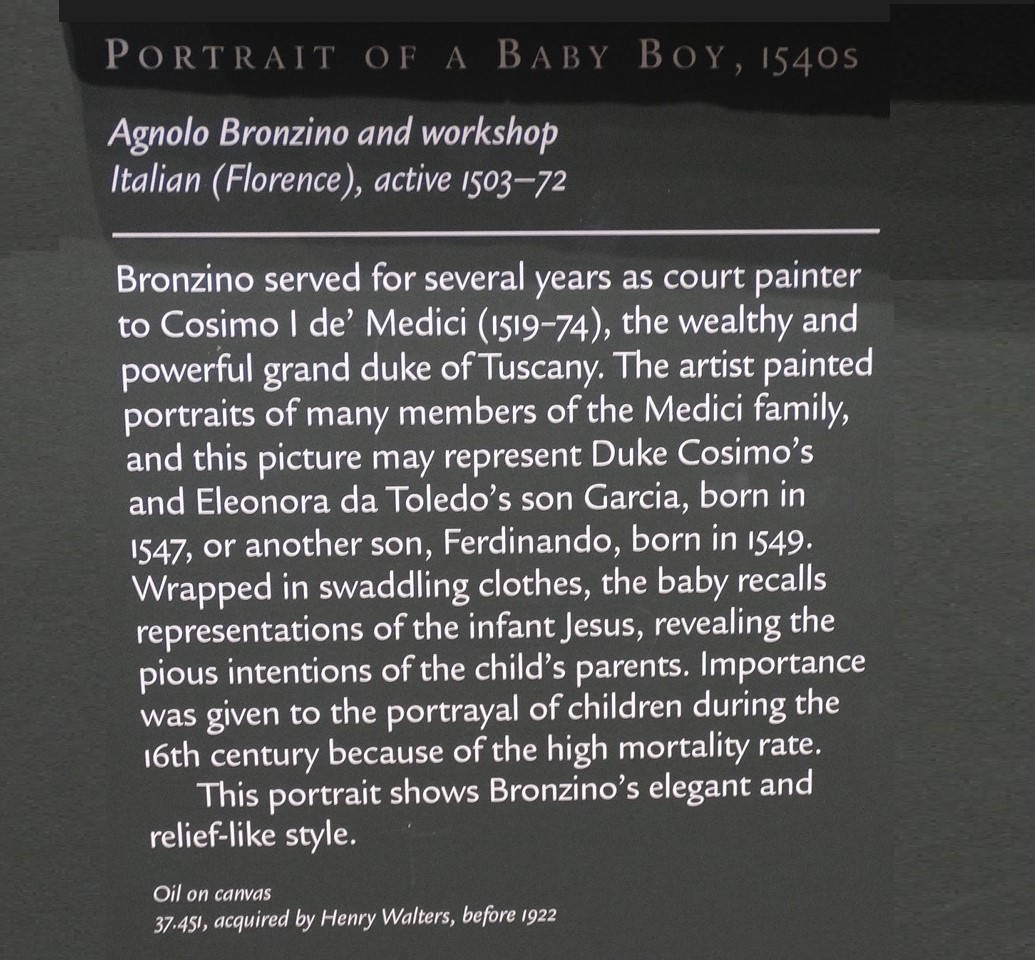 Portrait of a Baby Boy, 1540s
Agnolo Bronzino and workshop
Italian (Florence), active 1503–72
Bronzino served for several years as court painter
to Cosimo I de’ Medici (1519–74), the wealthy and
powerful grand duke of Tuscany. The artist painted
portraits of many members of the Medici family,
and this picture may represent Duke Cosimo’s
and Eleonora da Toledo’s son Garcia, born in
1547, or another son, Ferdinando, born in 1549.
Wrapped in swaddling clothes, the baby recalls
representations of the infant Jesus, revealing the
pious intentions of the child’s parents. Importance
was given to the portrayal of children during the
16th century because of the high mortality rate.
This portrait shows Bronzino’s elegant and
relief-like style.
Oil on canvas
37.451, acquired by Henry Walters, before 1922